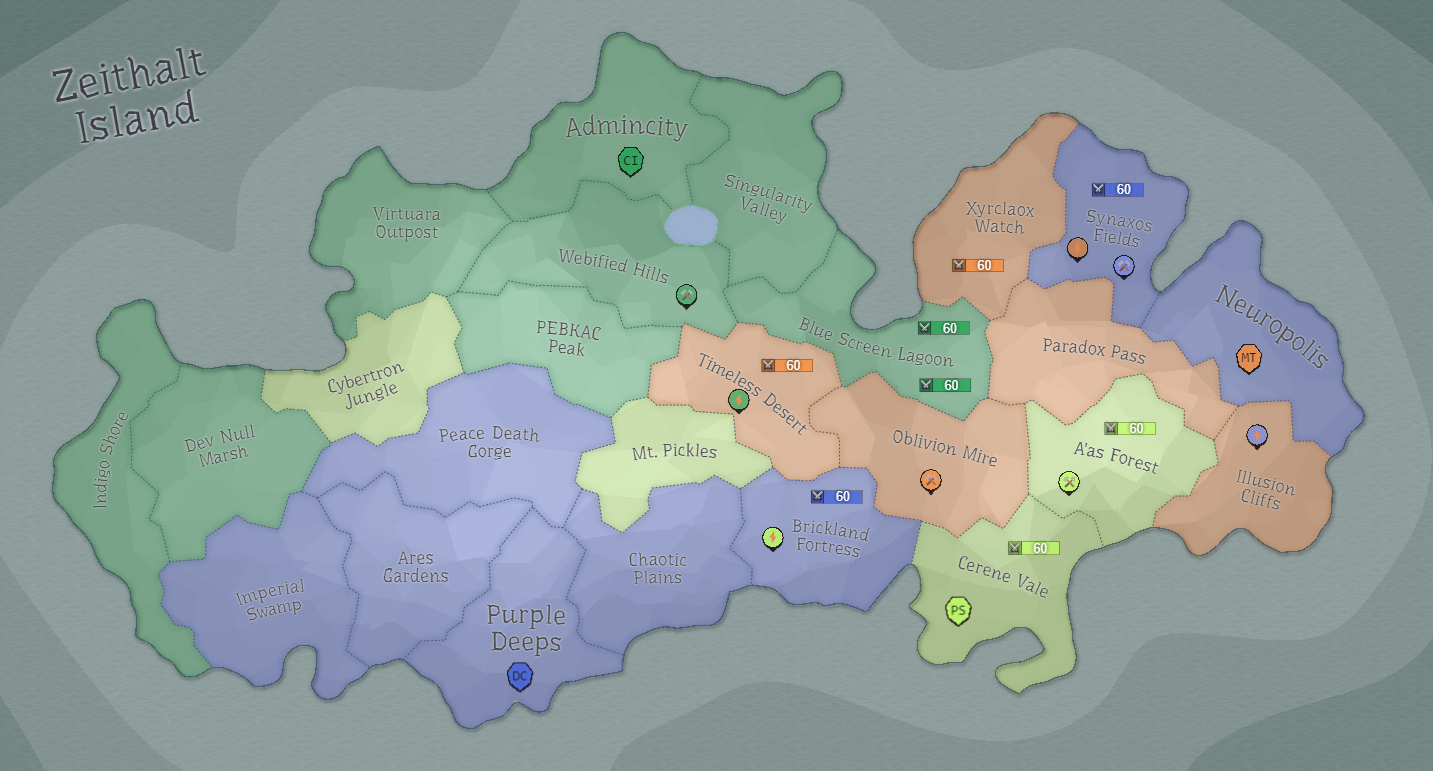 Zeithalt
Island
Admincity
CI
Singularity
Valley
Virtuara
Outpost
Webified Hills
PEBKAC
Peak
Blue Screen Lagoon
60
60
Xyrclaox
Watch
60
60
Synaxos
Fields
Neuropolis
MT
Paradox Pass
Timeless Desert
60
Cybertron
Jungle
Indigo Shore
Dev Null
Marsh
Peace Death
Gorge
Mt. Pickles
Oblivion Mire
60
A'as Forest
Illusion
Cliffs
60
Brickland
Fortress
Chaotic
Plains
Ares
Gardens
Imperial
Swamp
Purple
Deeps
DC
60
Cerene Vale
PS